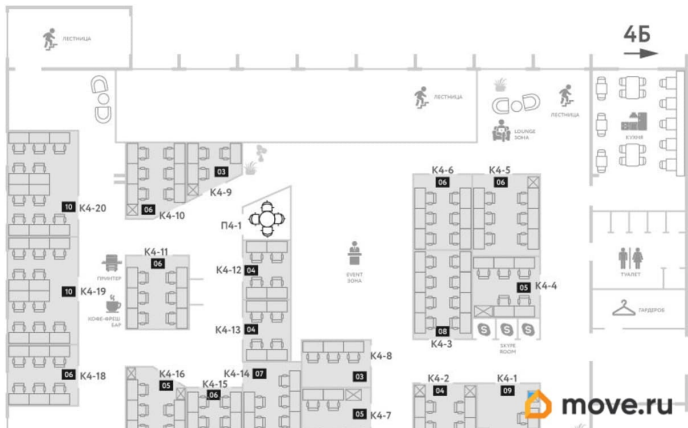 4Б
ЛЕСТНИЦА
ЛЕСТНИЦА
ЛЕСТНИЦА
LOUNGE
ЗОНА
КУХНЯ
К4-6
К4-5
06
06
03
К4-9
06
К4-10
10
К4-20
П4-1
К4-11
06
ПРИНТЕР
EVENT
ЗОНА
ТУАЛЕТ
К4-12
04
05
К4-4
10
К4-19
КОФЕ-ФРЕШ
БАР
ГАРДЕРОБ
К4-13
04
08
К4-3
SKYPE
ROOM
К4-8
06
К4-18
К4-16
05
К4-15
06
К4-14
07
03
К4-2
04
К4-1
09
05
К4-7
move.ru